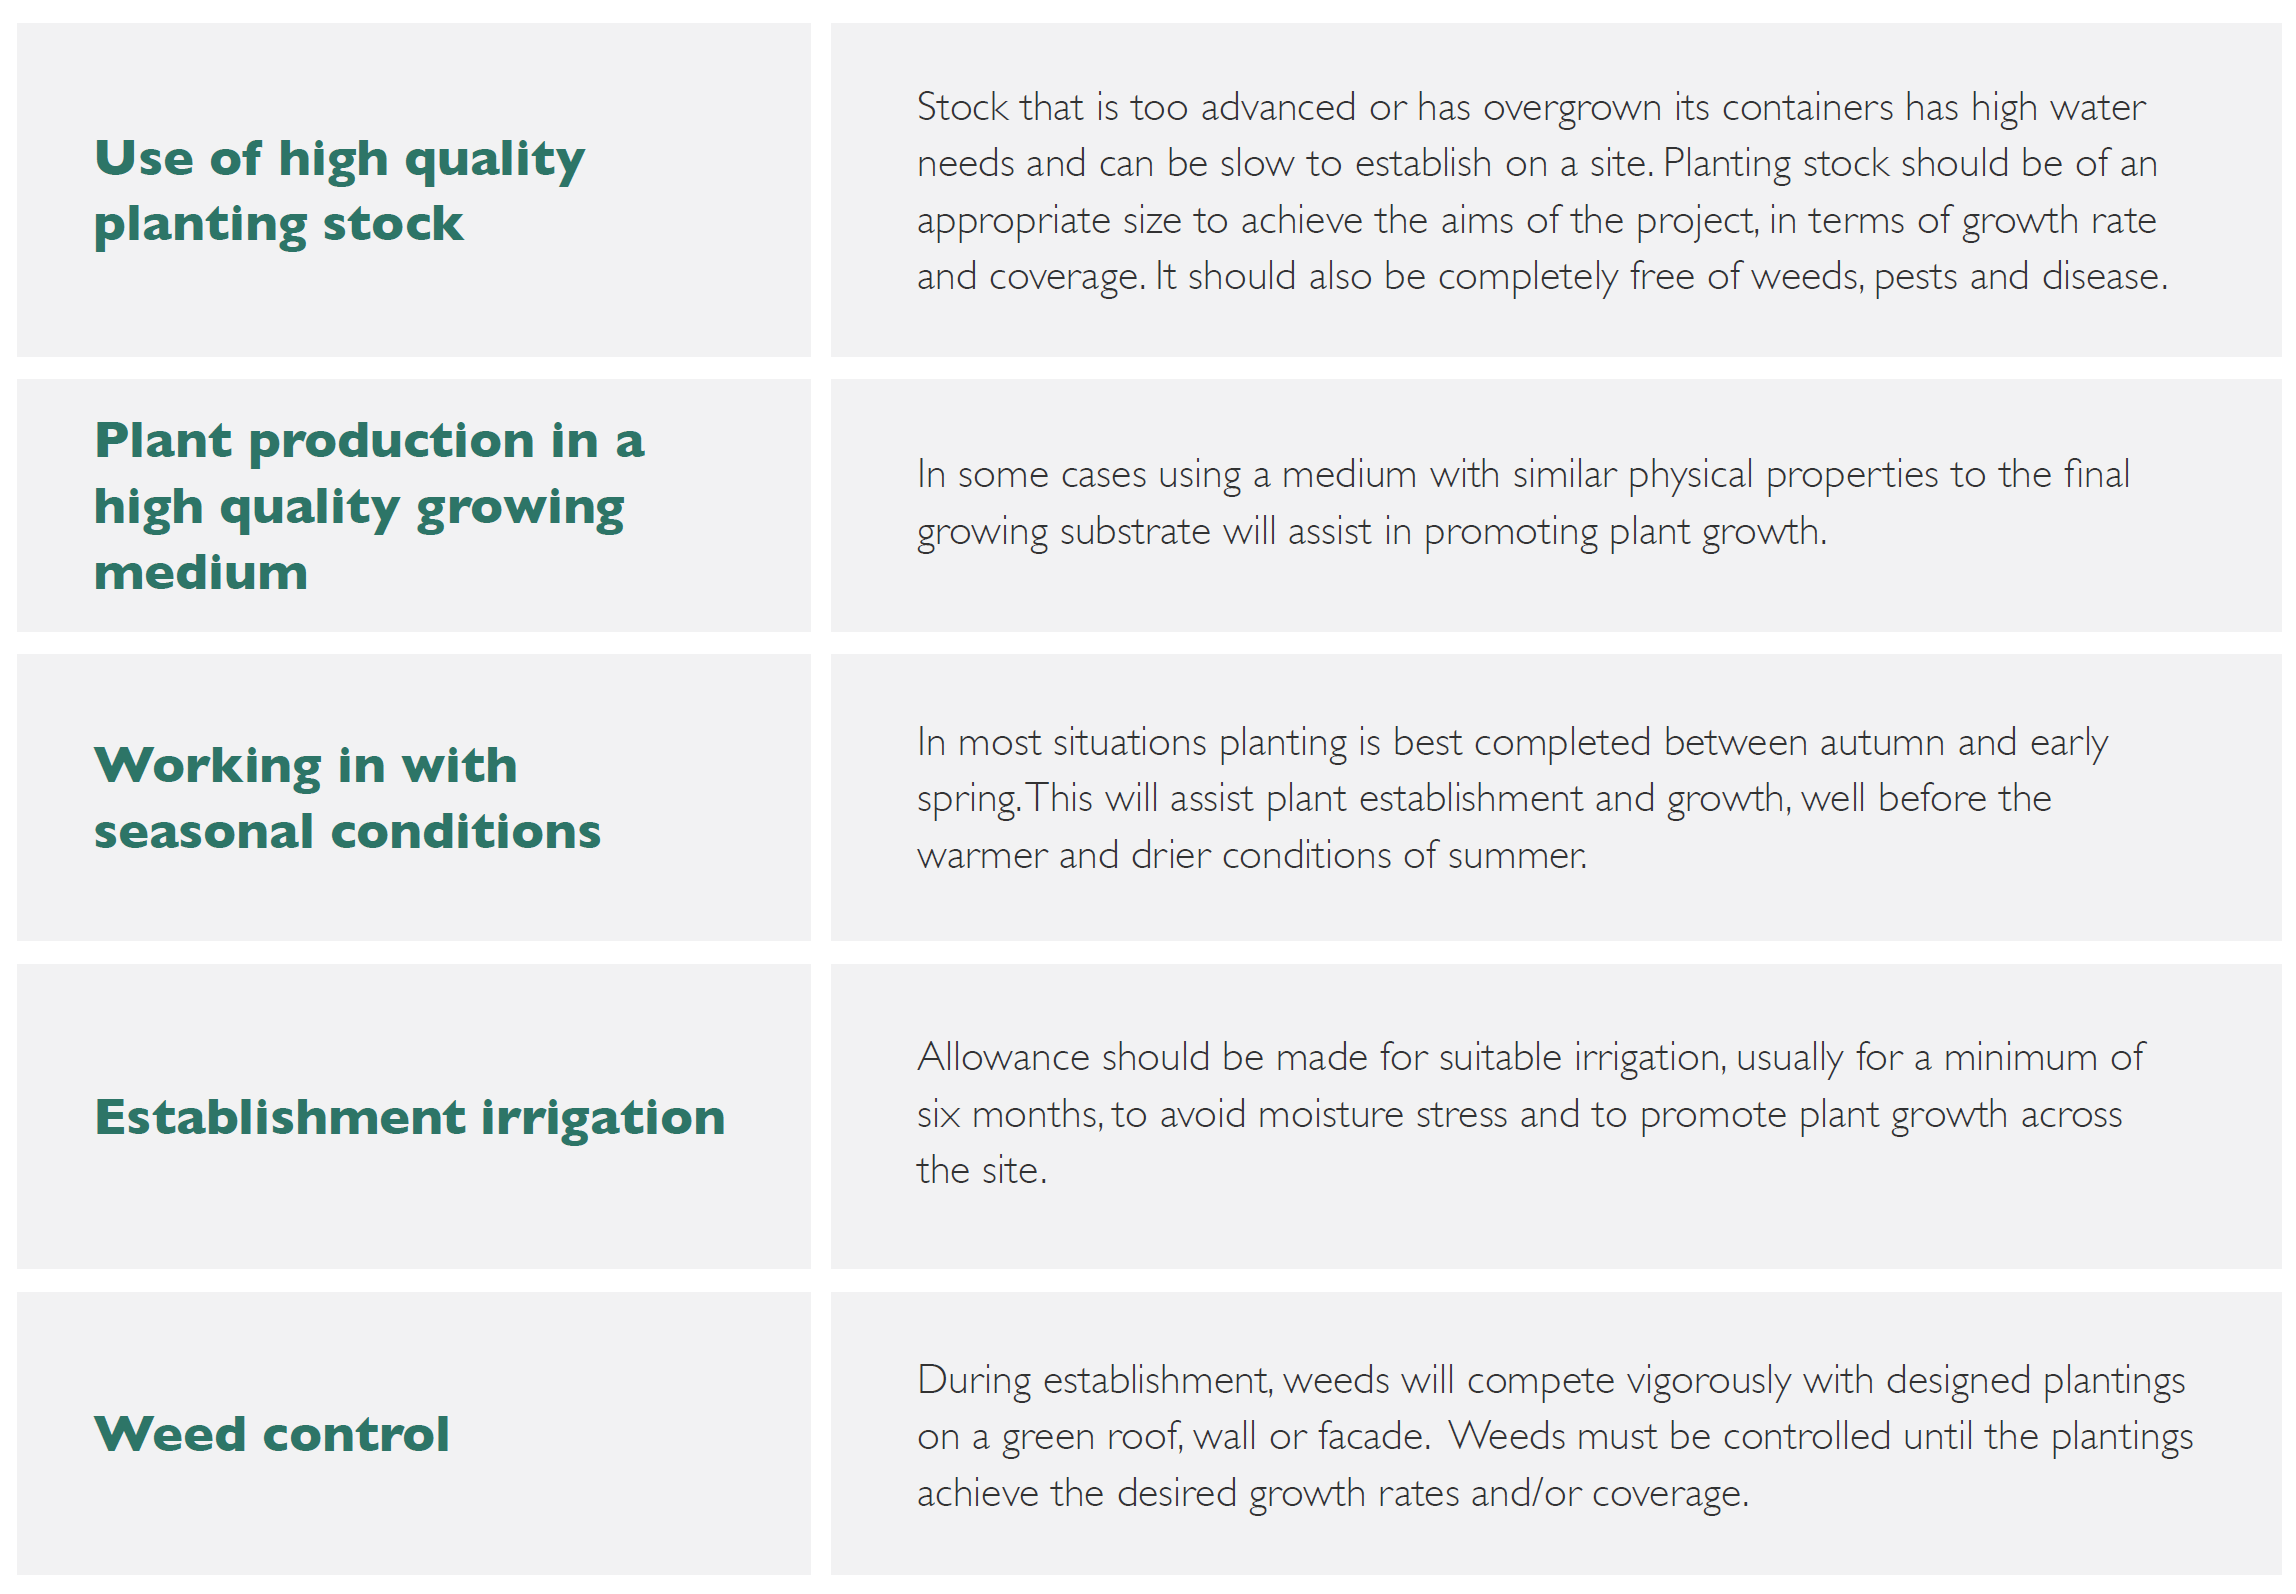 Use of high quality
planting stock
Stock that is too advanced or has overgrown its containers has high water
needs and can be slow to establish on a site. Planting stock should be of an
appropriate size to achieve the aims of the project, in terms of growth rate
and coverage. It should also be completely free of weeds, pests and disease.
Plant production in a
high quality growing
medium
In some cases using a medium with similar physical properties to the final
growing substrate will assist in promoting plant growth.
Working in with
seasonal conditions
In most situations planting is best completed between autumn and early
spring. This will assist plant establishment and growth, well before the
warmer and drier conditions of summer.
Establishment irrigation
Allowance should be made for suitable irrigation, usually for a minimum of
six months, to avoid moisture stress and to promote plant growth across
the site.
Weed control
During establishment, weeds will compete vigorously with designed plantings
on a green roof, wall or facade. Weeds must be controlled until the plantings
achieve the desired growth rates and/or coverage.